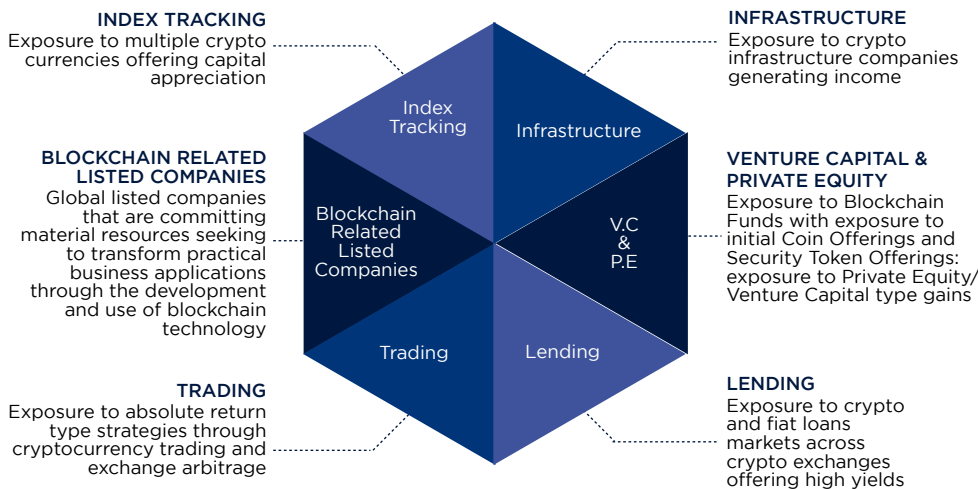 INDEX TRACKING
Exposure to multiple crypto
currencies offering capital
appreciation
INFRASTRUCTURE
Exposure to crypto
infrastructure companies
generating income
Index
Tracking
Infrastructure
BLOCKCHAIN RELATED
LISTED COMPANIES
Global listed companies
that are committing
material resources seeking
to transform practical
business applications
through the development
and use of blockchain
technology
Blockchain
Related
Listed
Companies
V.C
&
P.E
VENTURE CAPITAL &
PRIVATE EQUITY
Exposure to Blockchain
Funds with exposure to
initial Coin Offerings and
Security Token Offerings:
exposure to Private Equity/
Venture Capital type gains
Trading
Lending
TRADING
Exposure to absolute return
type strategies through
cryptocurrency trading and
exchange arbitrage
LENDING
Exposure to crypto
and fiat loans
markets across
crypto exchanges
offering high yields